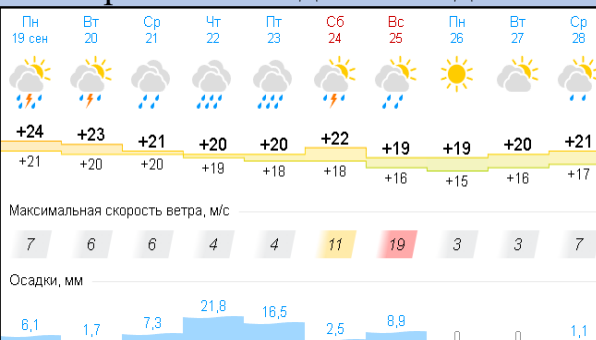 Пн Вт Ср Чт Пт Сб Вс Пн Вт Ср
19 сен 20 21 22 23 24 25 26 27 28
+24 +23 +21 +20 +20 +22 +19 +19 +20 +21
+21 +20 +20 +19 +18 +18 +16 +15 +16 +17
Максимальная скорость ветра, м/с
7 6 6 4 4 11 19 3 3 7
Осадки, мм
6,1 1,7 7,3 21,8 16,5 2,5 8,9 0 0 1,1